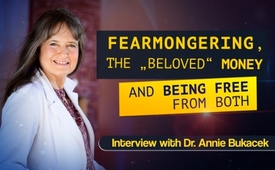 FEARMONGERING,
THE „BELOVED“ MONEY
AND BEING FREE
FROM BOTH
Interview with Dr. Annie Bukacek